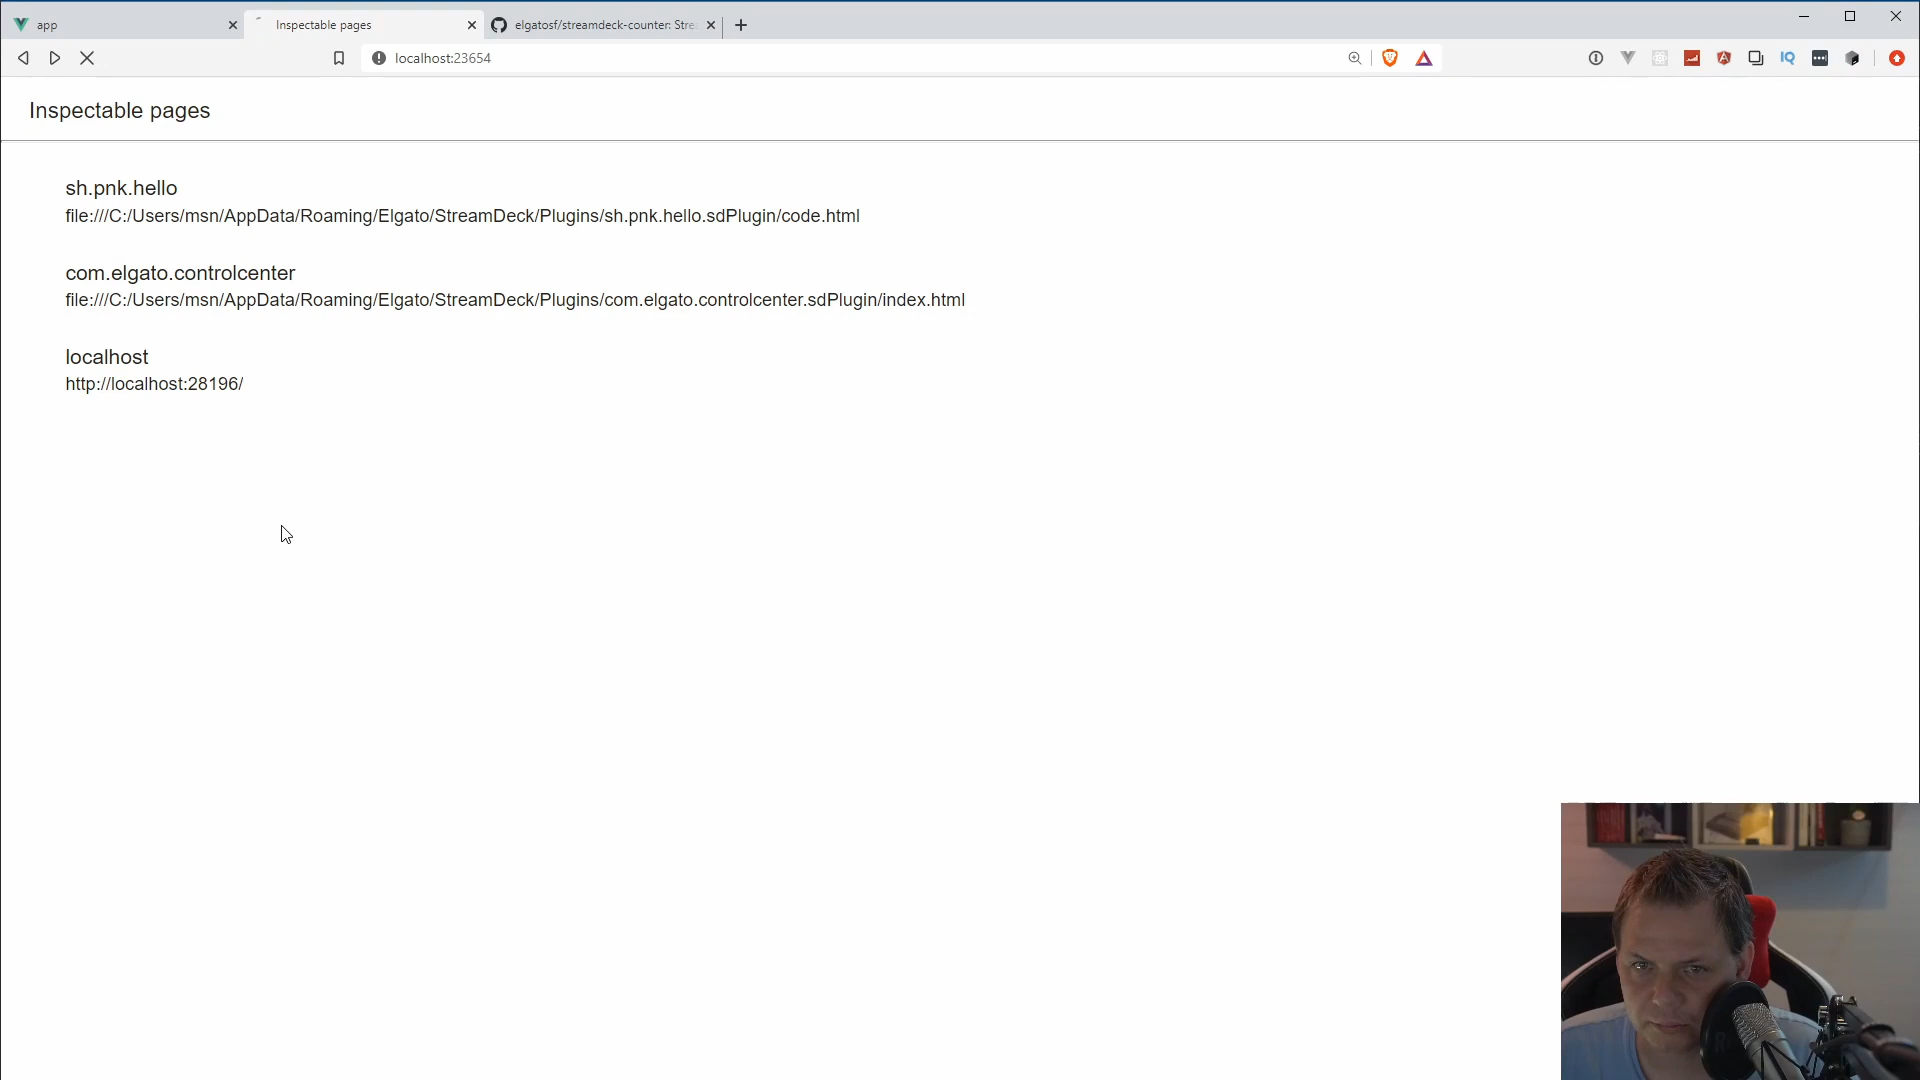 app
Inspectable pages
elgatosf/streamdeck-counter: Stre
localhost:23654
IQ
Inspectable pages
sh.pnk.hello
file:///C:/Users/msn/AppData/Roaming/Elgato/StreamDeck/Plugins/sh.pnk.hello.sdPlugin/code.html
com.elgato.controlcenter
file:///C:/Users/msn/AppData/Roaming/Elgato/StreamDeck/Plugins/com.elgato.controlcenter.sdPlugin/index.html
localhost
http://localhost:28196/